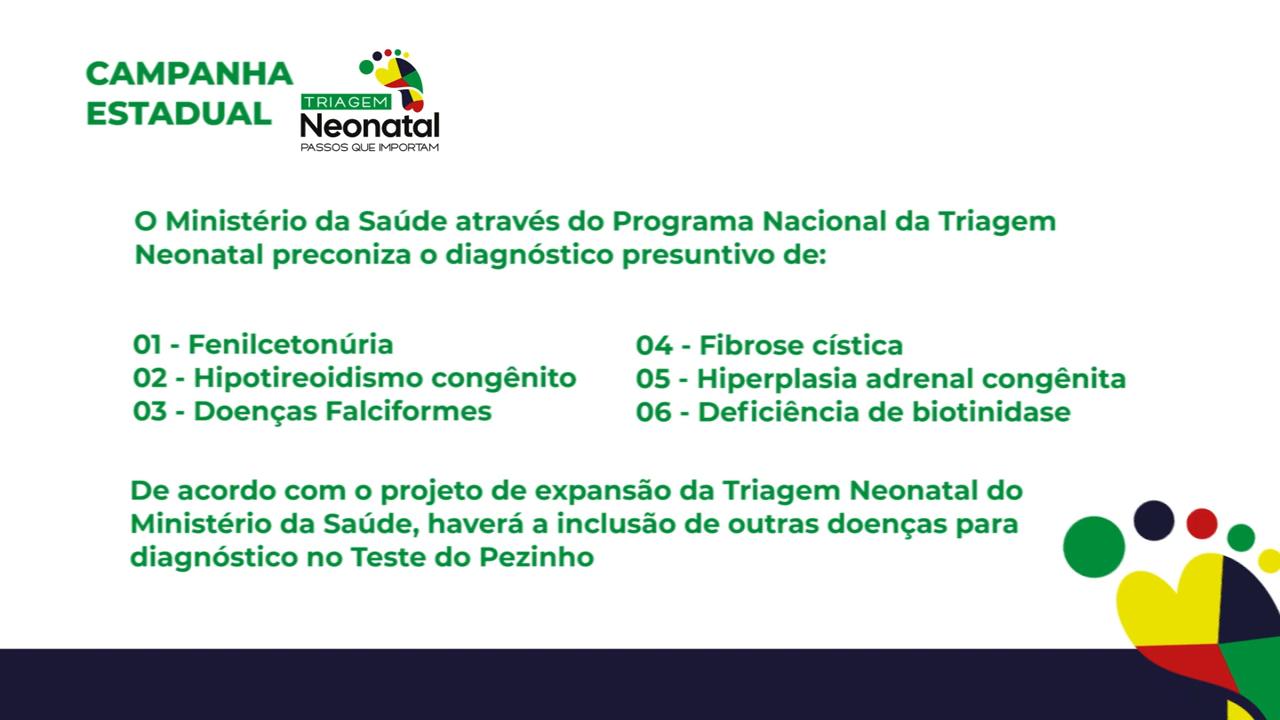 CAMPANHA
ESTADUAL
TRIAGEM
Neonatal
PASSOS QUE IMPORTAM
O Ministério da Saúde através do Programa Nacional da Triagem
Neonatal preconiza o diagnóstico presuntivo de:
01 - Fenilcetonúria
02 - Hipotireoidismo congênito
03 - Doenças Falciformes
04 - Fibrose cística
05 - Hiperplasia adrenal congênita
06 - Deficiência de biotinidase
De acordo com o projeto de expansão da Triagem Neonatal do
Ministério da Saúde, haverá a inclusão de outras doenças para
diagnóstico no Teste do Pezinho